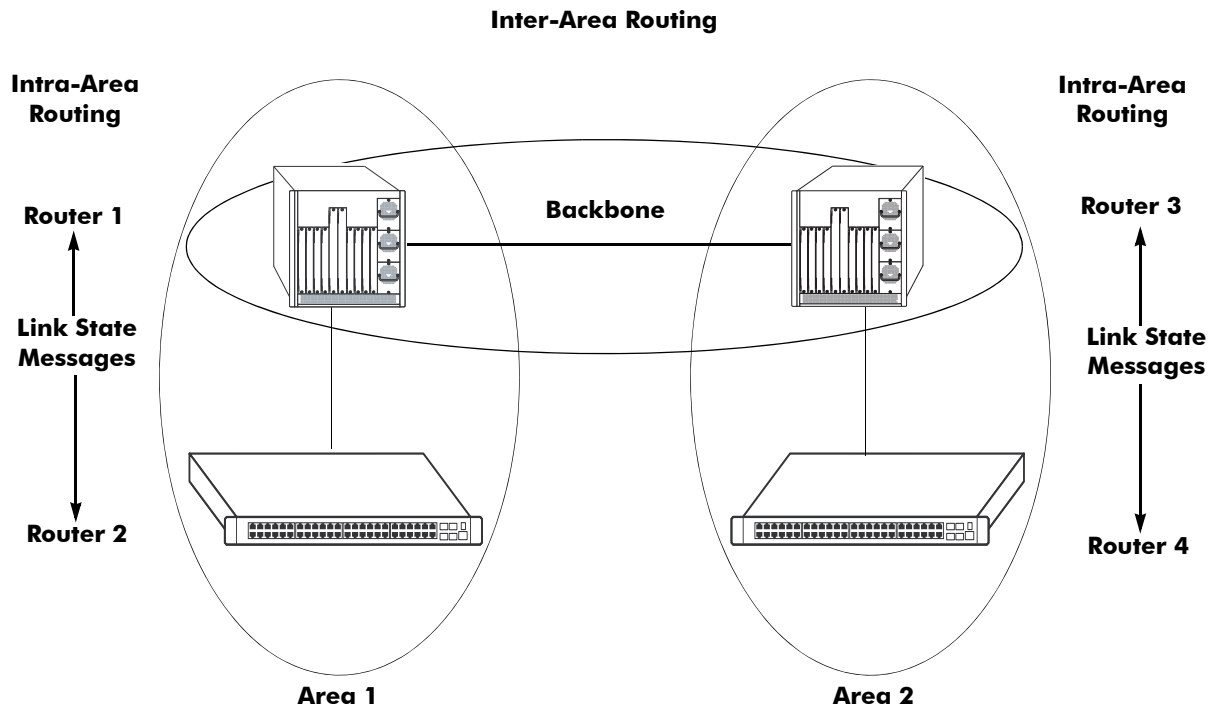 Inter-Area Routing
Intra-Area
Routing
Intra-Area
Routing
Router 1
Backbone
Router 3
Link State
Messages
Link State
Messages
Router 2
Router 4
Area 1
Area 2